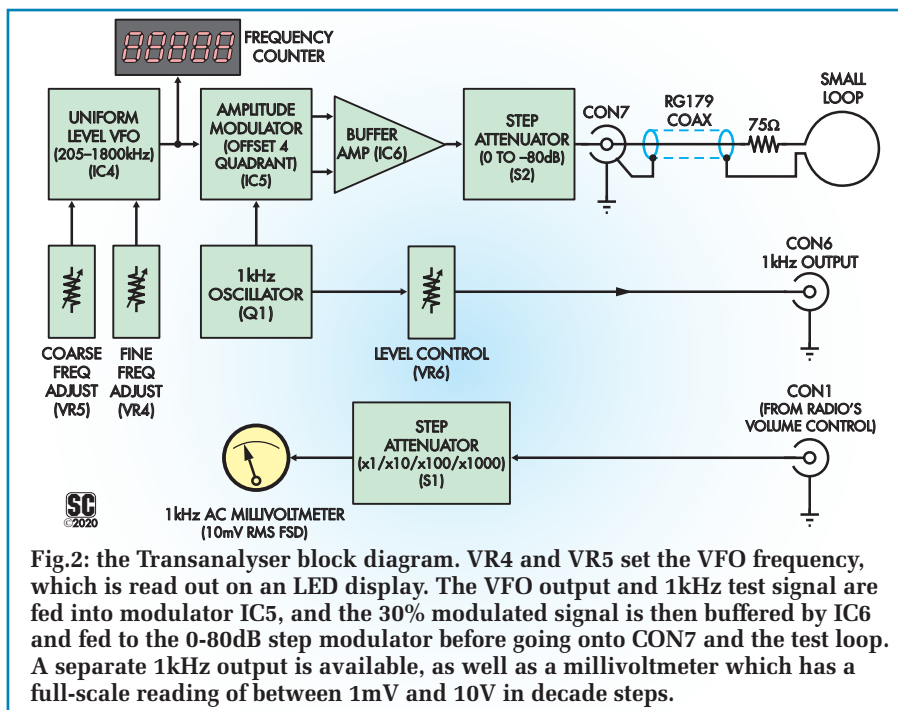 88888
FREQUENCY
COUNTER
UNIFORM
LEVEL VFO
(205–1800kHz)
(IC4)
AMPLITUDE
MODULATOR
(OFFSET 4
QUADRANT)
(IC5)
BUFFER
AMP (IC6)
STEP
ATTENUATOR
(0 TO –80dB)
(S2)
CON7
RG179
COAX
75Ω
SMALL
LOOP
COARSE
FREQ
ADJUST
(VR5)
FINE
FREQ
ADJUST
(VR4)
1kHz
OSCILLATOR
(Q1)
LEVEL CONTROL
(VR6)
CON6
1kHz OUTPUT
CON1
(FROM RADIO'S
VOLUME CONTROL)
STEP
ATTENUATOR
(x1/x10/x100/x1000)
(S1)
1kHz AC MILLIVOLTMETER
(10mV RMS FSD)
SC
©2020
Fig.2: the Transanalyser block diagram. VR4 and VR5 set the VFO frequency,
which is read out on an LED display. The VFO output and 1kHz test signal are
fed into modulator IC5, and the 30% modulated signal is then buffered by IC6
and fed to the 0-80dB step modulator before going onto CON7 and the test loop.
A separate 1kHz output is available, as well as a millivoltmeter which has a
full-scale reading of between 1mV and 10V in decade steps.